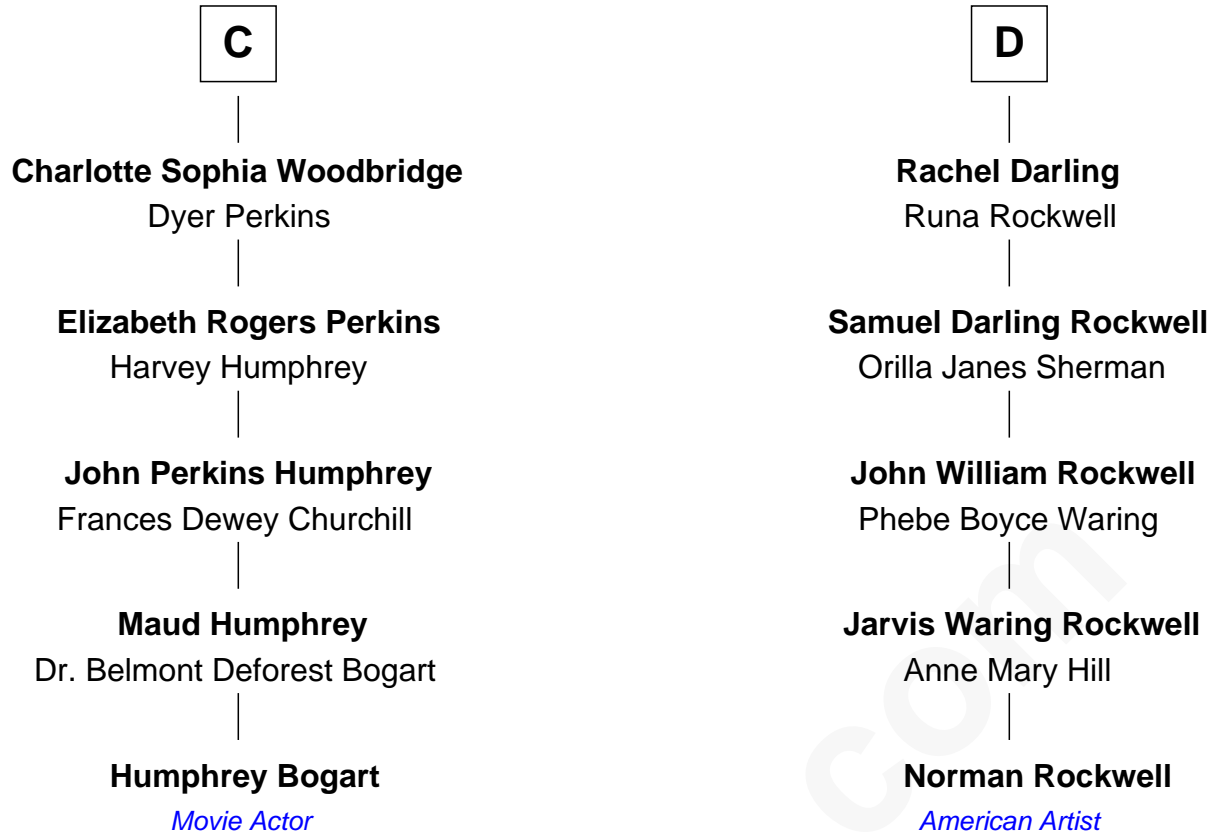 C
Charlotte Sophia Woodbridge
Dyer Perkins
Elizabeth Rogers Perkins
Harvey Humphrey
John Perkins Humphrey
Frances Dewey Churchill
Maud Humphrey
Dr. Belmont Deforest Bogart
Humphrey Bogart
Movie Actor
D
Rachel Darling
Runa Rockwell
Samuel Darling Rockwell
Orilla Janes Sherman
John William Rockwell
Phebe Boyce Waring
Jarvis Waring Rockwell
Anne Mary Hill
Norman Rockwell
American Artist
com